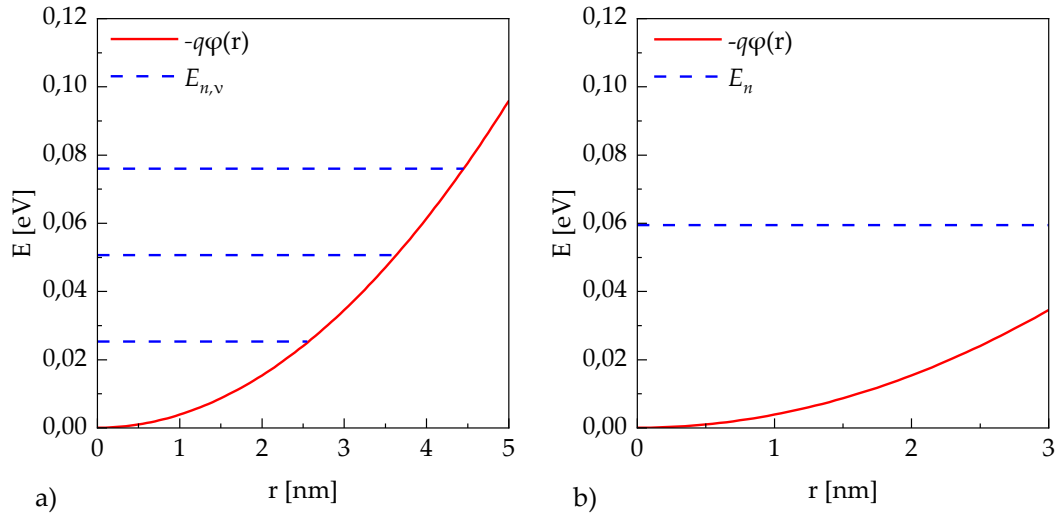 0,12
-qφ(r)
E_{n,ν}
0,10
0,08
0,06
0,04
0,02
0,00
E [eV]
0 1 2 3 4 5
r [nm]
a)
0,12
-qφ(r)
E_n
0,10
0,08
0,06
0,04
0,02
0,00
E [eV]
0 1 2 3
r [nm]
b)